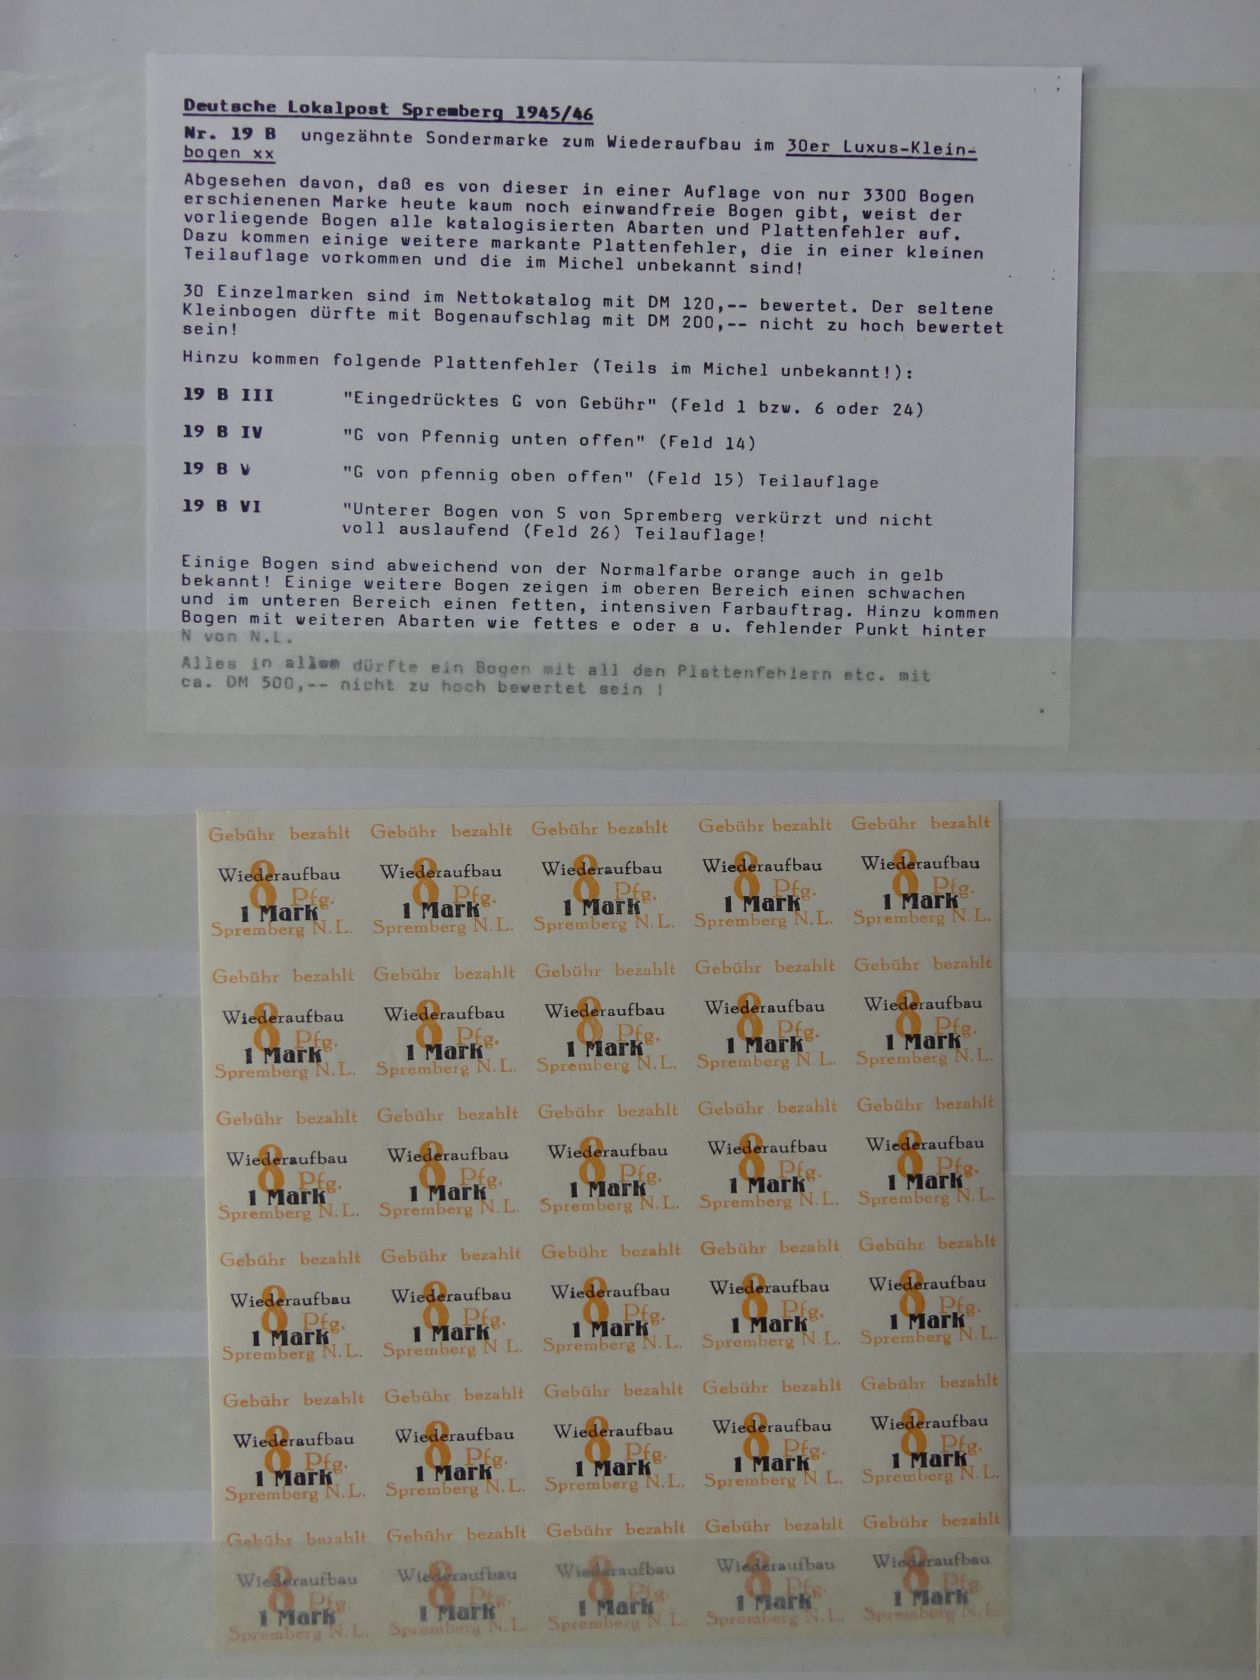 Deutsche Lokalpost Spremberg 1945/46
Nr. 19 B ungezähnte Sondermarke zum Wiederaufbau im 30er Luxus-Klein-
bogen xx
Abgesehen davon, daß es von dieser in einer Auflage von nur 3300 Bogen
erschienenen Marke heute kaum noch einwandfreie Bogen gibt, weist der
vorliegende Bogen alle katalogisierten Abarten und Plattenfehler auf.
Dazu kommen einige weitere markante Plattenfehler, die in einer kleinen
Teilauflage vorkommen und die im Michel unbekannt sind!
30 Einzelmarken sind im Nettokatalog mit DM 120,-- bewertet. Der seltene
Kleinbogen dürfte mit Bogenaufschlag mit DM 200,-- nicht zu hoch bewertet
sein!
Hinzu kommen folgende Plattenfehler (Teils im Michel unbekannt!):
19 B III "Eingedrücktes G von Gebühr" (Feld 1 bzw. 6 oder 24)
19 B IV "G von Pfennig unten offen" (Feld 14)
19 B V "G von pfennig oben offen" (Feld 15) Teilauflage
19 B VI "Unterer Bogen von S von Spremberg verkürzt und nicht
voll auslaufend (Feld 26) Teilauflage!
Einige Bogen sind abweichend von der Normalfarbe orange auch in gelb
bekannt! Einige weitere Bogen zeigen im oberen Bereich einen schwachen
und im unteren Bereich einen fetten, intensiven Farbauftrag. Hinzu kommen
Bogen mit weiteren Abarten wie fettes e oder a u. fehlender Punkt hinter
N von N.L.
Alles in allem dürfte ein Bogen mit all den Plattenfehlern etc. mit
ca. DM 500,-- nicht zu hoch bewertet sein !
Gebühr bezahlt Gebühr bezahlt Gebühr bezahlt Gebühr bezahlt Gebühr bezahlt
Wiederaufbau Wiederaufbau Wiederaufbau Wiederaufbau Wiederaufbau
8 Pfg. 8 Pfg. 8 Pfg. 8 Pfg. 8 Pfg.
1 Mark 1 Mark 1 Mark 1 Mark 1 Mark
Spremberg N.L. Spremberg N.L. Spremberg N.L. Spremberg N.L. Spremberg N.L.
Gebühr bezahlt Gebühr bezahlt Gebühr bezahlt Gebühr bezahlt Gebühr bezahlt
Wiederaufbau Wiederaufbau Wiederaufbau Wiederaufbau Wiederaufbau
8 Pfg. 8 Pfg. 8 Pfg. 8 Pfg. 8 Pfg.
1 Mark 1 Mark 1 Mark 1 Mark 1 Mark
Spremberg N.L. Spremberg N.L. Spremberg N.L. Spremberg N.L. Spremberg N.L.
Gebühr bezahlt Gebühr bezahlt Gebühr bezahlt Gebühr bezahlt Gebühr bezahlt
Wiederaufbau Wiederaufbau Wiederaufbau Wiederaufbau Wiederaufbau
8 Pfg. 8 Pfg. 8 Pfg. 8 Pfg. 8 Pfg.
1 Mark 1 Mark 1 Mark 1 Mark 1 Mark
Spremberg N.L. Spremberg N.L. Spremberg N.L. Spremberg N.L. Spremberg N.L.
Gebühr bezahlt Gebühr bezahlt Gebühr bezahlt Gebühr bezahlt Gebühr bezahlt
Wiederaufbau Wiederaufbau Wiederaufbau Wiederaufbau Wiederaufbau
8 Pfg. 8 Pfg. 8 Pfg. 8 Pfg. 8 Pfg.
1 Mark 1 Mark 1 Mark 1 Mark 1 Mark
Spremberg N.L. Spremberg N L. Spremberg N.L. Spremberg N.L. Spremberg N.L.
Gebühr bezahlt Gebühr bezahlt Gebühr bezahlt Gebühr bezahlt Gebühr bezahlt
Wiederaufbau Wiederaufbau Wiederaufbau Wiederaufbau Wiederaufbau
8 Pfg. 8 Pfg. 8 Pfg. 8 Pfg. 8 Pfg.
1 Mark 1 Mark 1 Mark 1 Mark 1 Mark
Spremberg N.L. Spremberg N.L. Spremberg N.L. Spremberg N.L. Spremberg N.L.
Gebühr bezahlt Gebühr bezahlt Gebühr bezahlt Gebühr bezahlt Gebühr bezahlt
Wiederaufbau Wiederaufbau Wiederaufbau Wiederaufbau Wiederaufbau
8 Pfg. 8 Pfg. 8 Pfg. 8 Pfg. 8 Pfg.
1 Mark 1 Mark 1 Mark 1 Mark 1 Mark
Spremberg N.L. Spremberg N.L. Spremberg N.L. Spremberg N.L. Spremberg N.L.